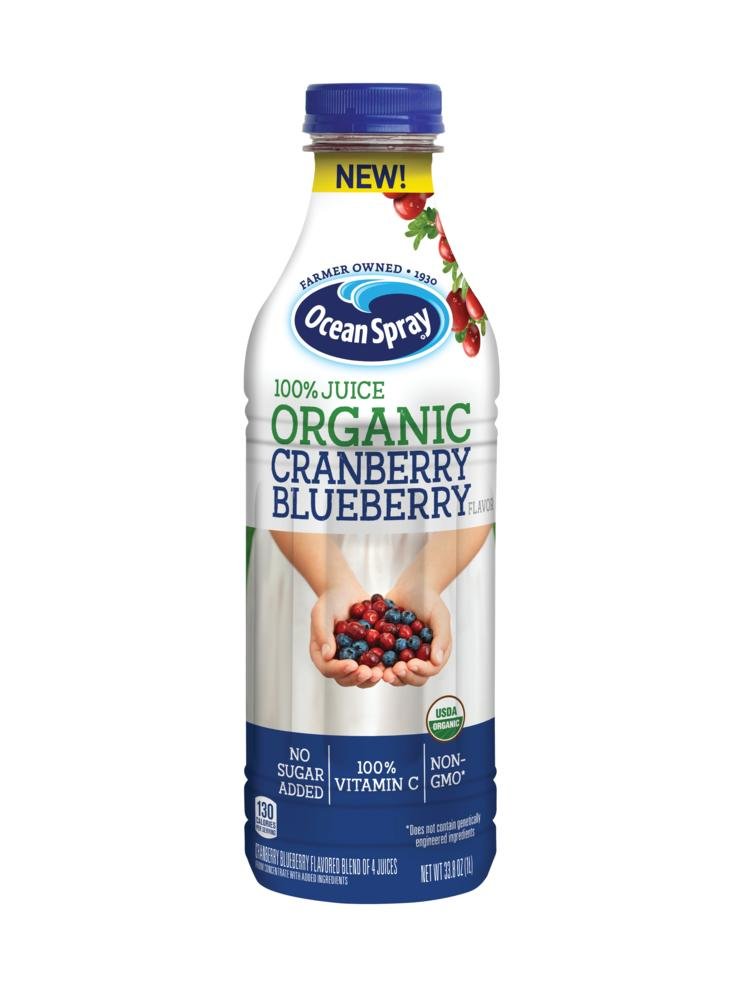 NEW!
FARMER OWNED • 1930
Ocean Spray®
100% JUICE
ORGANIC
CRANBERRY
BLUEBERRY FLAVOR
USDA
ORGANIC
NO
SUGAR
ADDED
100%
VITAMIN C
NON-
GMO*
130
CALORIES
PER SERVING
*Does not contain genetically
engineered ingredients
CRANBERRY BLUEBERRY FLAVORED BLEND OF 4 JUICES
FROM CONCENTRATE WITH ADDED INGREDIENTS
NET WT 33.8 OZ (1L)